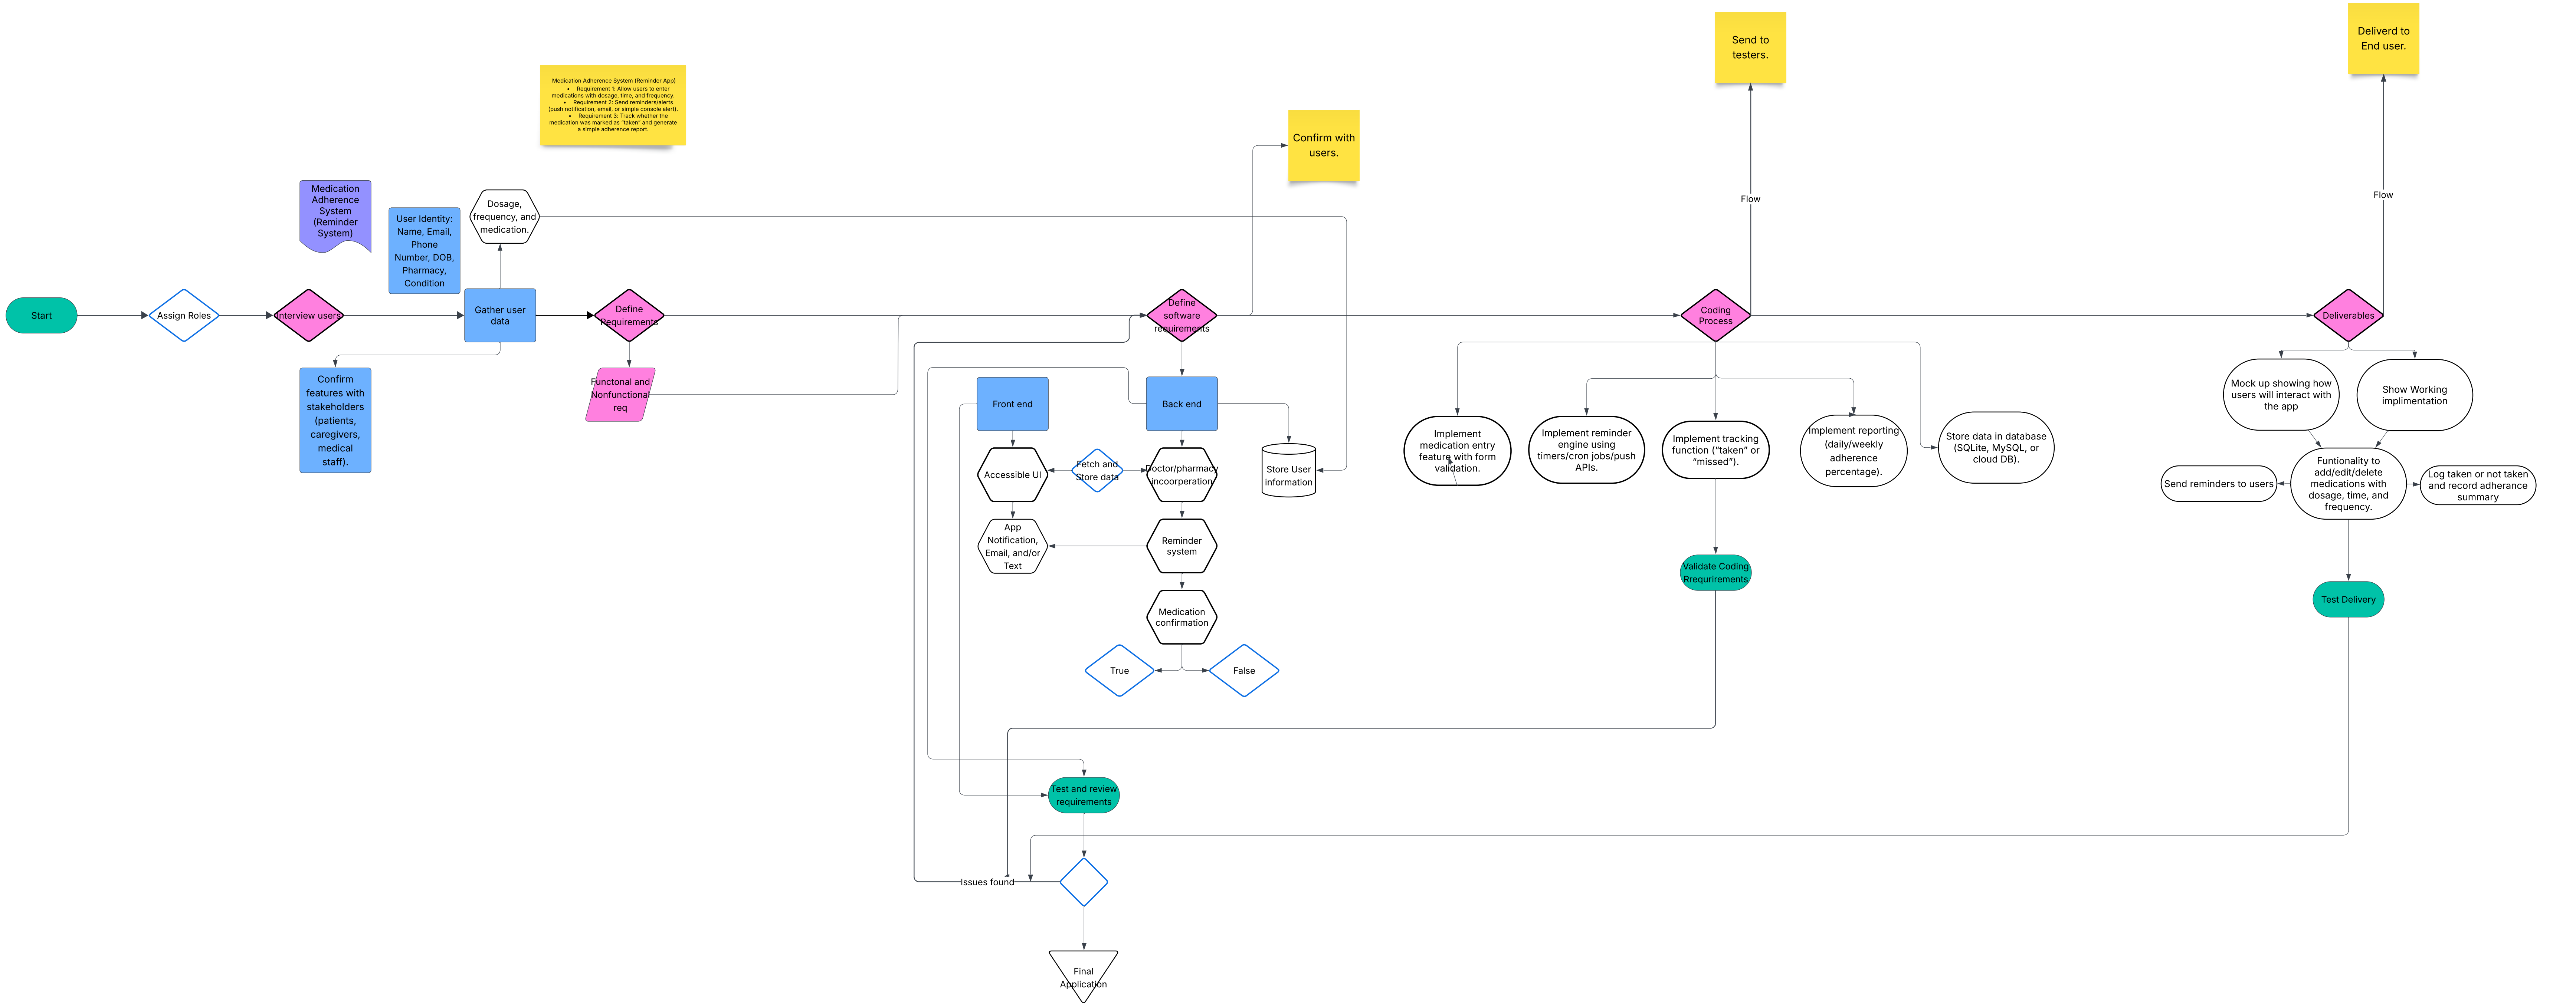 Deliverd to
End user.
Send to
testers.
Medication Adherence System (Reminder App)
• Requirement 1: Allow users to enter
medications with dosage, time, and frequency.
• Requirement 2: Send reminders/alerts
(push notification, email, or simple console alert).
• Requirement 3: Track whether the
medication was marked as “taken” and generate
a simple adherence report.
Confirm with
users.
Medication
Adherence
System
(Reminder
System)
User Identity:
Name, Email,
Phone
Number, DOB,
Pharmacy,
Condition
Dosage,
frequency, and
medication.
Flow
Flow
Start
Assign Roles
Interview users
Gather user
data
Define
Requirements
Define
software
requirements
Coding
Process
Deliverables
Confirm
features with
stakeholders
(patients,
caregivers,
medical
staff).
Functonal and
Nonfunctional
req
Front end
Back end
Accessible UI
Fetch and
Store data
Doctor/pharmacy
incoorperation
Store User
information
App
Notification,
Email, and/or
Text
Reminder
system
Medication
confirmation
True
False
Implement
medication entry
feature with form
validation.
Implement reminder
engine using
timers/cron jobs/push
APIs.
Implement tracking
function (“taken” or
“missed”).
Implement reporting
(daily/weekly
adherence
percentage).
Store data in database
(SQLite, MySQL, or
cloud DB).
Validate Coding
Rrequrirements
Mock up showing how
users will interact with
the app
Show Working
implimentation
Send reminders to users
Funtionality to
add/edit/delete
medications with
dosage, time, and
frequency.
Log taken or not taken
and record adherance
summary
Test Delivery
Test and review
requirements
Issues found
Final
Application